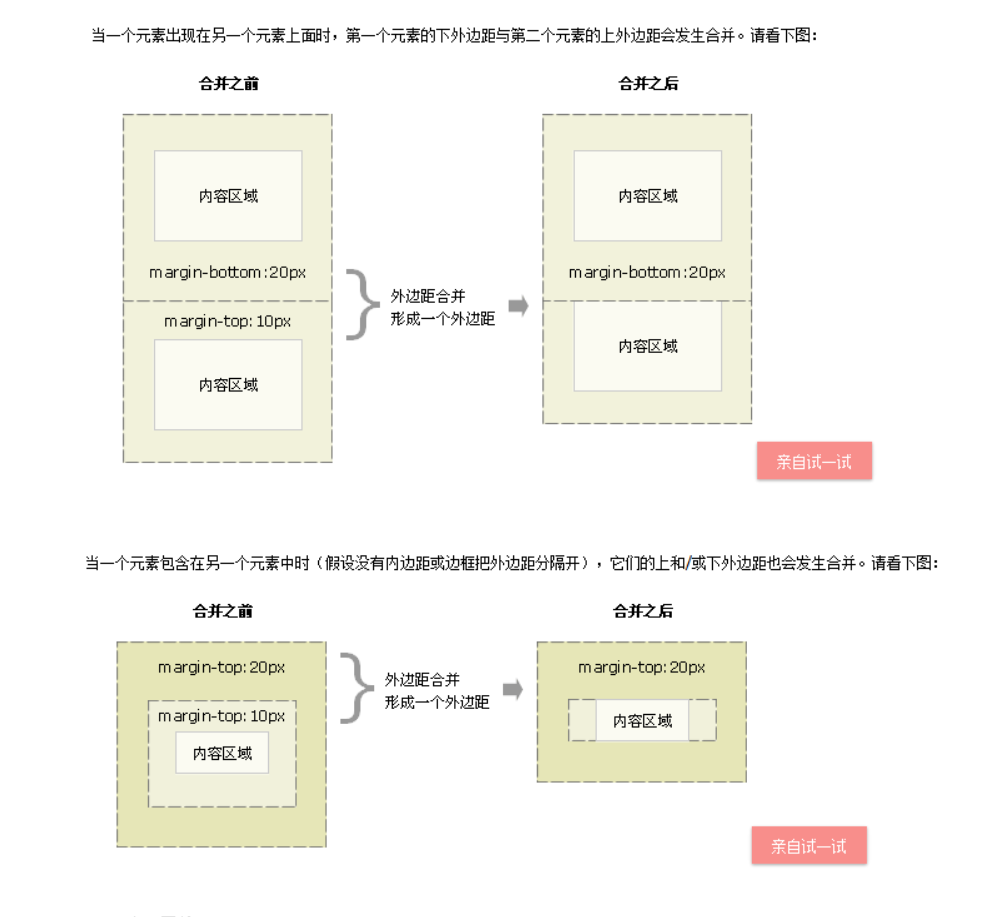 当一个元素出现在另一个元素上面时，第一个元素的下外边距与第二个元素的上外边距会发生合并。请看下图：
合并之前
合并之后
内容区域
内容区域
margin-bottom:20px
margin-bottom:20px
外边距合并
形成一个外边距
margin-top:10px
内容区域
内容区域
亲自试一试
当一个元素包含在另一个元素中时（假设没有内边距或边框把外边距分隔开），它们的上和/或下外边距也会发生合并。请看下图：
合并之前
合并之后
margin-top:20px
margin-top:20px
外边距合并
形成一个外边距
margin-top:10px
内容区域
内容区域
亲自试一试